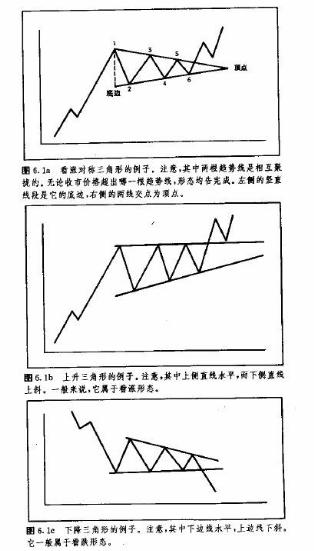 1
3
5
顶点
底边
2
4
6
图 6.1a 看涨对称三角形的例子。注意,其中两根趋势线是相互聚
拢的。无论收市价格超出哪一根趋势线,形态均告完成。左侧的竖直
线段是它的底边,右侧的两线交点为顶点。
图 6.1b 上升三角形的例子。注意,其中上侧直线水平,而下侧直线
上斜。一般来说,它属于看涨形态。
图 6.1c 下降三角形的例子。注意,其中下边线水平,上边线下斜。
它一般属于看跌形态。